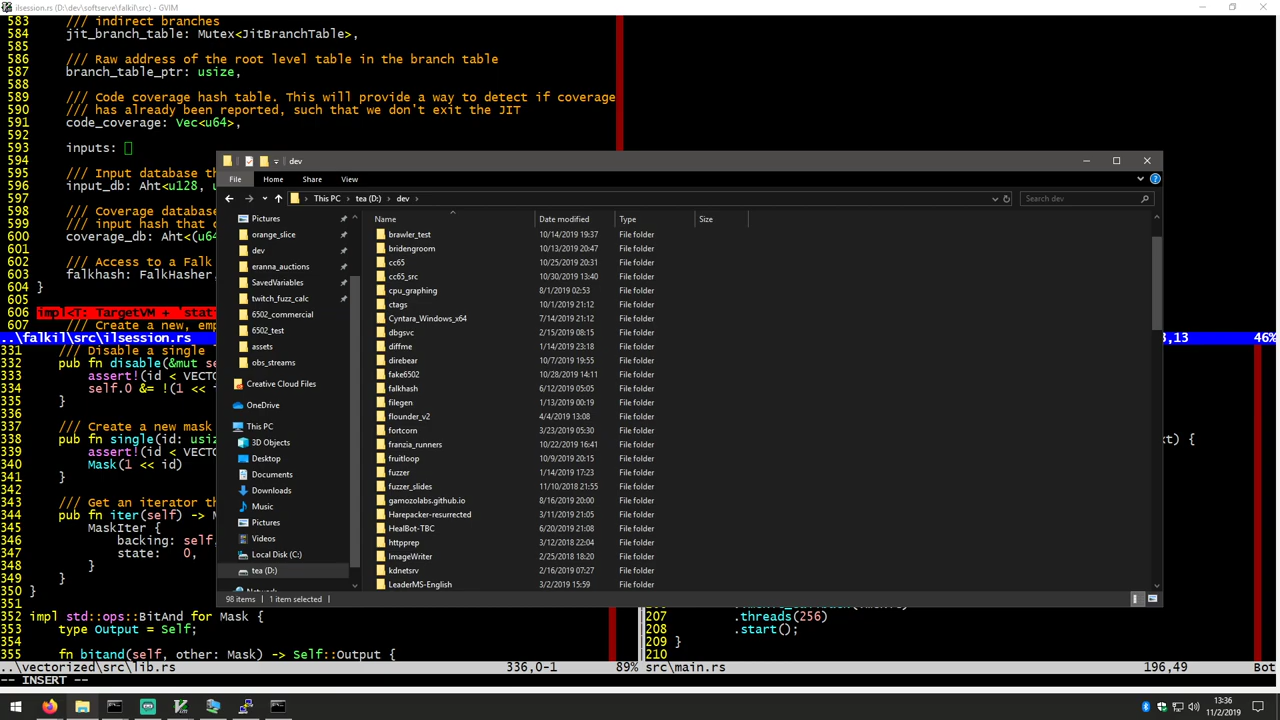 ilsession.rs (D:\dev\softserve\falkil\src) - GVIM
583 /// indirect branches
584 jit_branch_table: Mutex<JitBranchTable>,
585
586 /// Raw address of the root level table in the branch table
587 branch_table_ptr: usize,
588
589 /// Code coverage hash table. This will provide a way to detect if coverage
590 /// has already been reported, such that we don't exit the JIT
591 code_coverage: Vec<u64>,
592
593 inputs:
594
595 /// Input database th
596 input_db: Aht<u128, u
597
598 /// Coverage database
599 /// input hash that c
600 coverage_db: Aht<(u64
601
602 /// Access to a Falk
603 falkhash: FalkHasher,
604 }
605
606 impl<T: TargetVM + 'stati
607 /// Create a new, emp
..\falkil\src\ilsession.rs
3,13 46%
331 /// Disable a single
332 pub fn disable(&mut se
333 assert!(id < VECTO
334 self.0 &= !(1 <<
335 }
336
337 /// Create a new mask
338 pub fn single(id: usiz
339 assert!(id < VECTO
340 Mask(1 << id)
341 }
342
343 /// Get an iterator th
344 pub fn iter(self) -> M
345 MaskIter {
346 backing: self,
347 state: 0,
348 }
349 }
350 }
351
352 impl std::ops::BitAnd for Mask {
353 type Output = Self;
354
355 fn bitand(self, other: Mask) -> Self::Output {
..\vectorized\src\lib.rs 336,0-1 89%
-- INSERT --
xt) {
207 .threads(256)
208 .start();
209 }
210
src\main.rs 196,49 Bot
dev
File Home Share View
This PC tea (D:) dev
Search dev
Pictures
orange_slice
dev
eranna_auctions
SavedVariables
twitch_fuzz_calc
6502_commercial
6502_test
assets
obs_streams
Creative Cloud Files
OneDrive
This PC
3D Objects
Desktop
Documents
Downloads
Music
Pictures
Videos
Local Disk (C:)
tea (D:)
Name Date modified Type Size
brawler_test 10/14/2019 19:37 File folder
bridengroom 10/13/2019 20:47 File folder
cc65 10/25/2019 20:31 File folder
cc65_src 10/30/2019 13:40 File folder
cpu_graphing 8/1/2019 02:53 File folder
ctags 10/1/2019 21:12 File folder
Cyntara_Windows_x64 7/14/2019 21:12 File folder
dbgsvc 2/15/2019 08:15 File folder
diffme 1/14/2019 23:18 File folder
direbear 10/7/2019 19:55 File folder
fake6502 10/28/2019 14:11 File folder
falkhash 6/12/2019 05:05 File folder
filegen 1/13/2019 00:19 File folder
flounder_v2 4/4/2019 13:08 File folder
fortcorn 3/23/2019 05:30 File folder
franzia_runners 10/22/2019 16:41 File folder
fruitloop 10/9/2019 20:15 File folder
fuzzer 1/14/2019 17:23 File folder
fuzzer_slides 11/10/2018 21:55 File folder
gamozolabs.github.io 8/16/2019 20:00 File folder
Harepacker-resurrected 3/11/2019 21:05 File folder
HealBot-TBC 6/20/2019 21:08 File folder
httpprep 3/12/2018 22:04 File folder
ImageWriter 2/25/2018 18:20 File folder
kdnetsrv 2/16/2019 07:27 File folder
LeaderMS-English 3/2/2019 15:59 File folder
98 items 1 item selected
13:36
11/2/2019